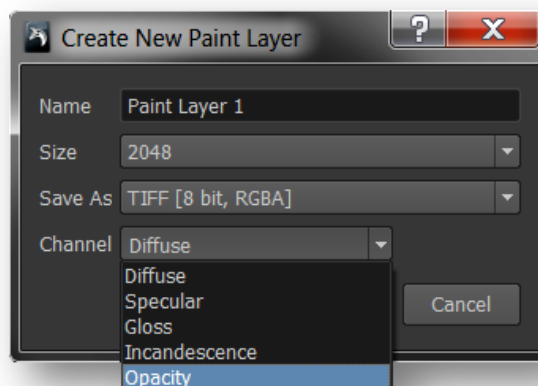 Create New Paint Layer
?
X
Name Paint Layer 1
Size 2048
Save As TIFF [8 bit, RGBA]
Channel Diffuse
Diffuse
Specular
Gloss
Cancel
Incandescence
Opacity